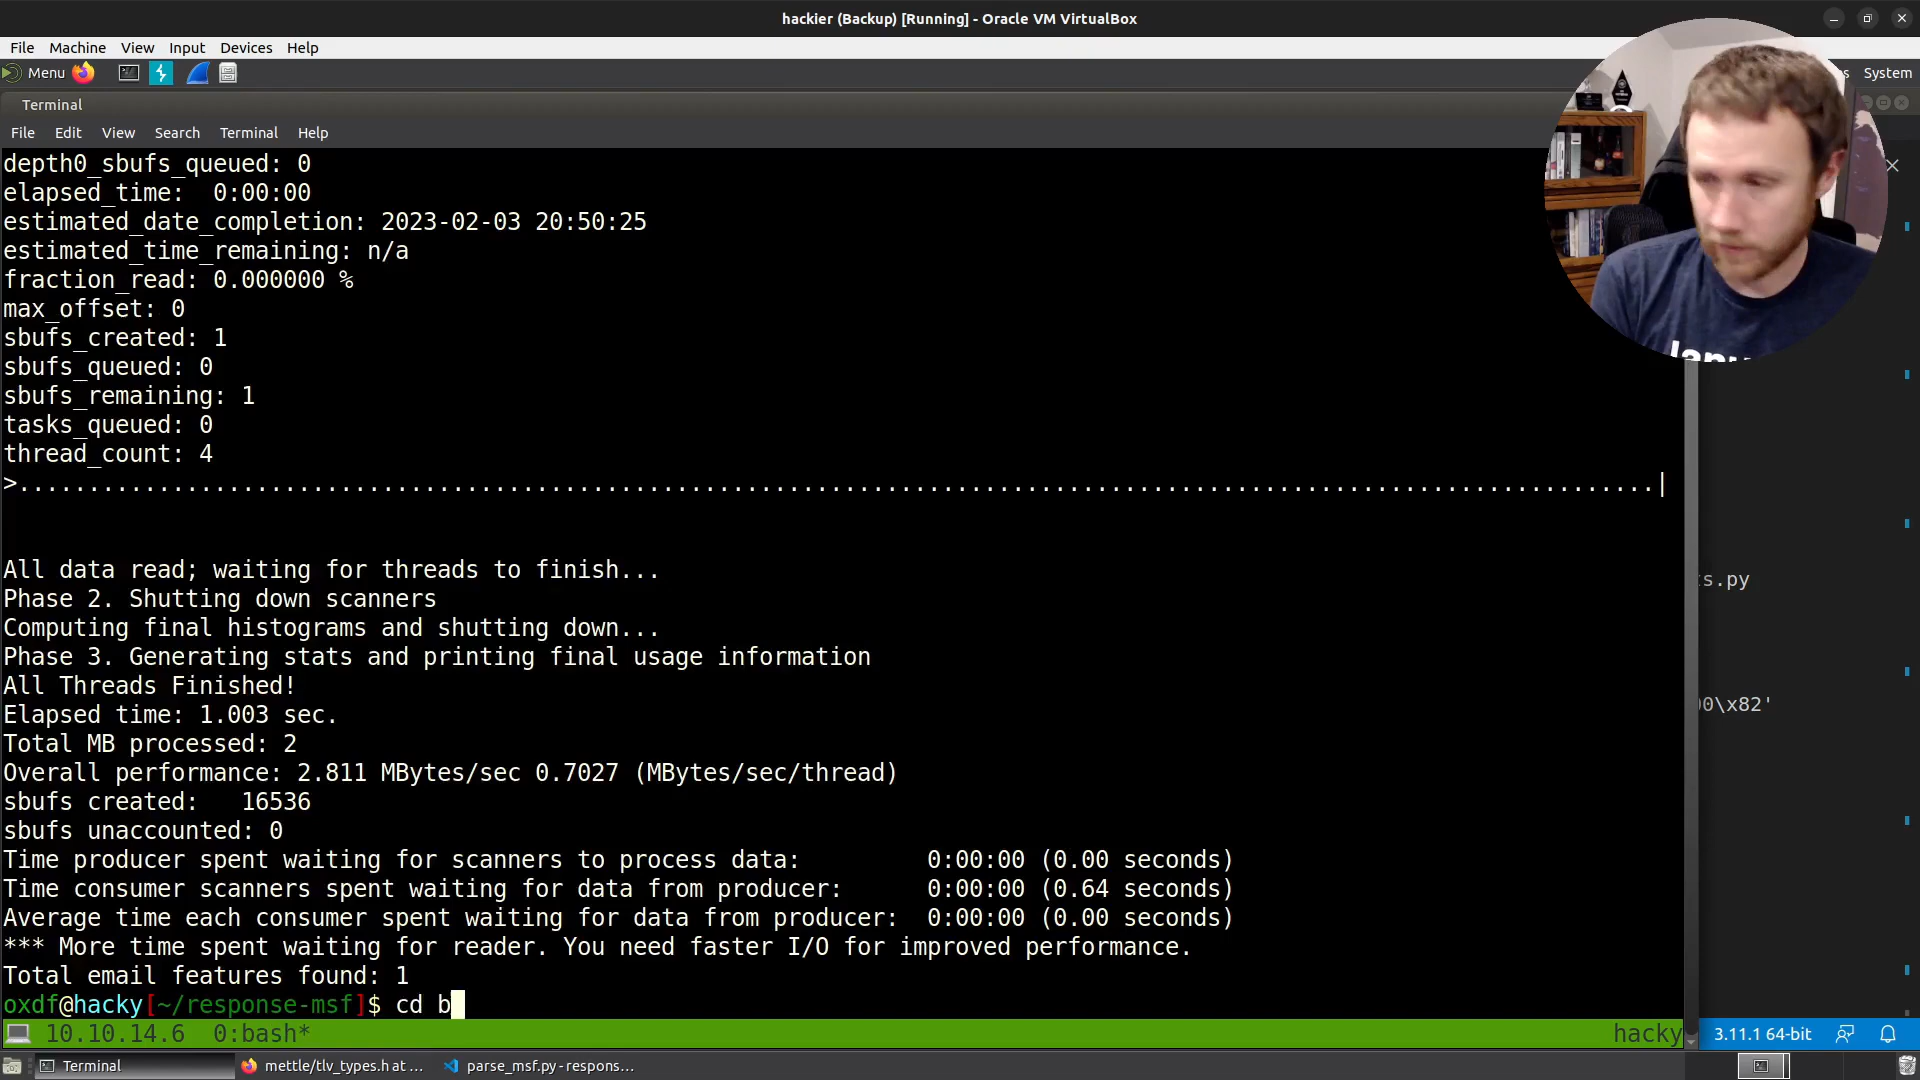 hackier (Backup) [Running] - Oracle VM VirtualBox
File Machine View Input Devices Help
Menu
System
Terminal
File Edit View Search Terminal Help
depth0_sbufs_queued: 0
elapsed_time:  0:00:00
estimated_date_completion: 2023-02-03 20:50:25
estimated_time_remaining: n/a
fraction_read: 0.000000 %
max_offset: 0
sbufs_created: 1
sbufs_queued: 0
sbufs_remaining: 1
tasks_queued: 0
thread_count: 4
>.....................................................................................................................|
All data read; waiting for threads to finish...
s.py
Phase 2. Shutting down scanners
Computing final histograms and shutting down...
Phase 3. Generating stats and printing final usage information
All Threads Finished!
0\x82'
Elapsed time: 1.003 sec.
Total MB processed: 2
Overall performance: 2.811 MBytes/sec 0.7027 (MBytes/sec/thread)
sbufs created:   16536
sbufs unaccounted: 0
Time producer spent waiting for scanners to process data:         0:00:00 (0.00 seconds)
Time consumer scanners spent waiting for data from producer:      0:00:00 (0.64 seconds)
Average time each consumer spent waiting for data from producer:  0:00:00 (0.00 seconds)
*** More time spent waiting for reader. You need faster I/O for improved performance.
Total email features found: 1
oxdf@hacky[~/response-msf]$ cd b
10.10.14.6  0:bash*
hacky
3.11.1 64-bit
Terminal
mettle/tlv_types.h at ...
parse_msf.py - respons...